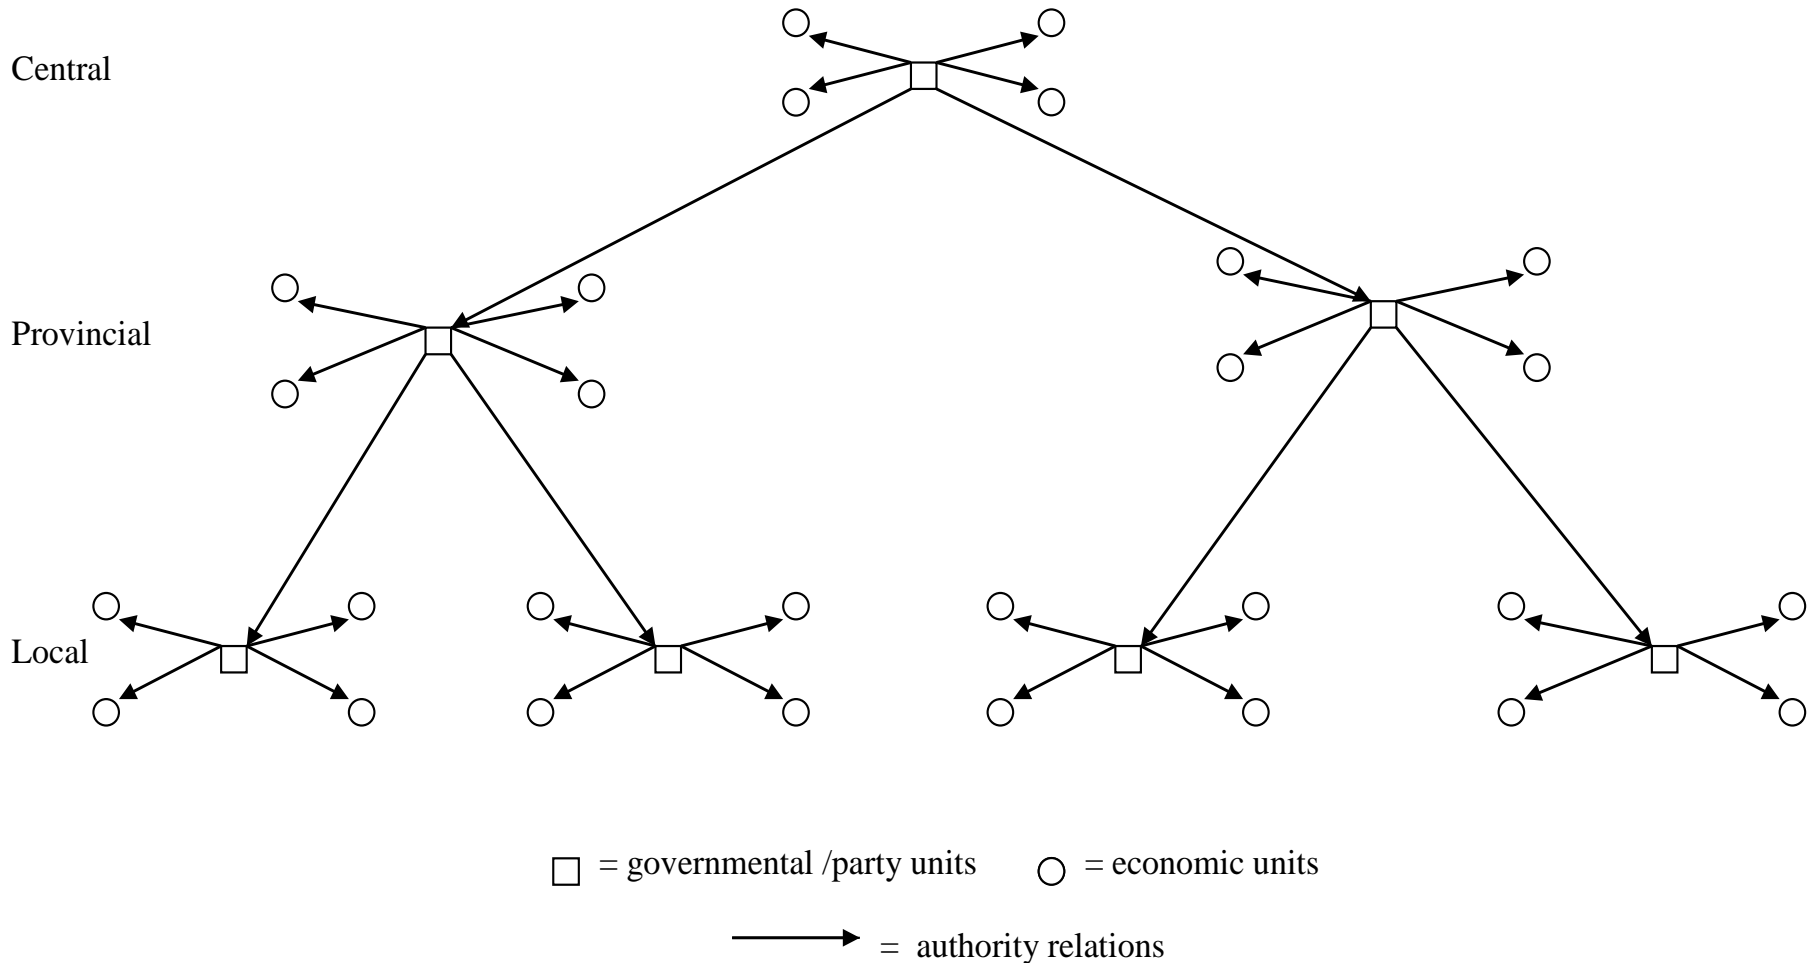 Central
Provincial
Local
= governmental /party units
= economic units
= authority relations